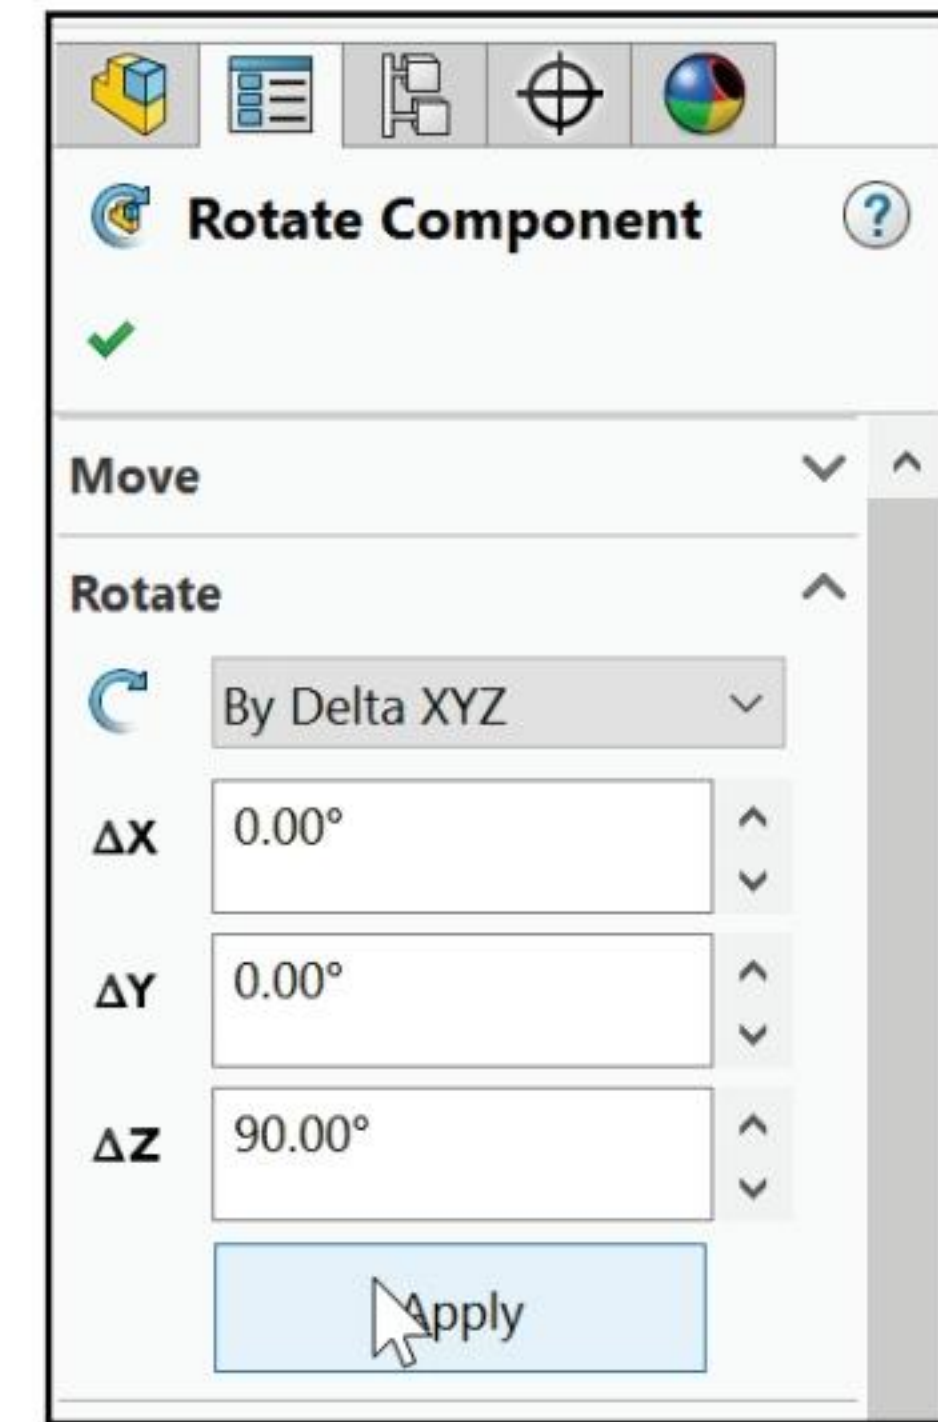 Rotate Component ?
Move
Rotate
By Delta XYZ
ΔX 0.00°
ΔY 0.00°
ΔZ 90.00°
Apply